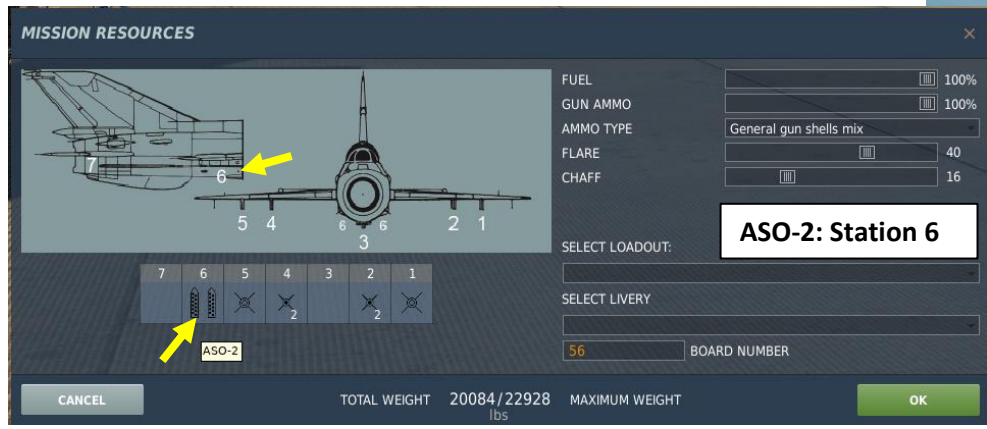 MISSION RESOURCES
×
FUEL 100%
GUN AMMO 100%
AMMO TYPE General gun shells mix
FLARE 40
CHAFF 16
7
6
5 4 6 6 2 1
3
ASO-2: Station 6
SELECT LOADOUT:
7 6 5 4 3 2 1
2 2
SELECT LIVERY
ASO-2
56 BOARD NUMBER
CANCEL TOTAL WEIGHT 20084/22928 MAXIMUM WEIGHT OK
lbs